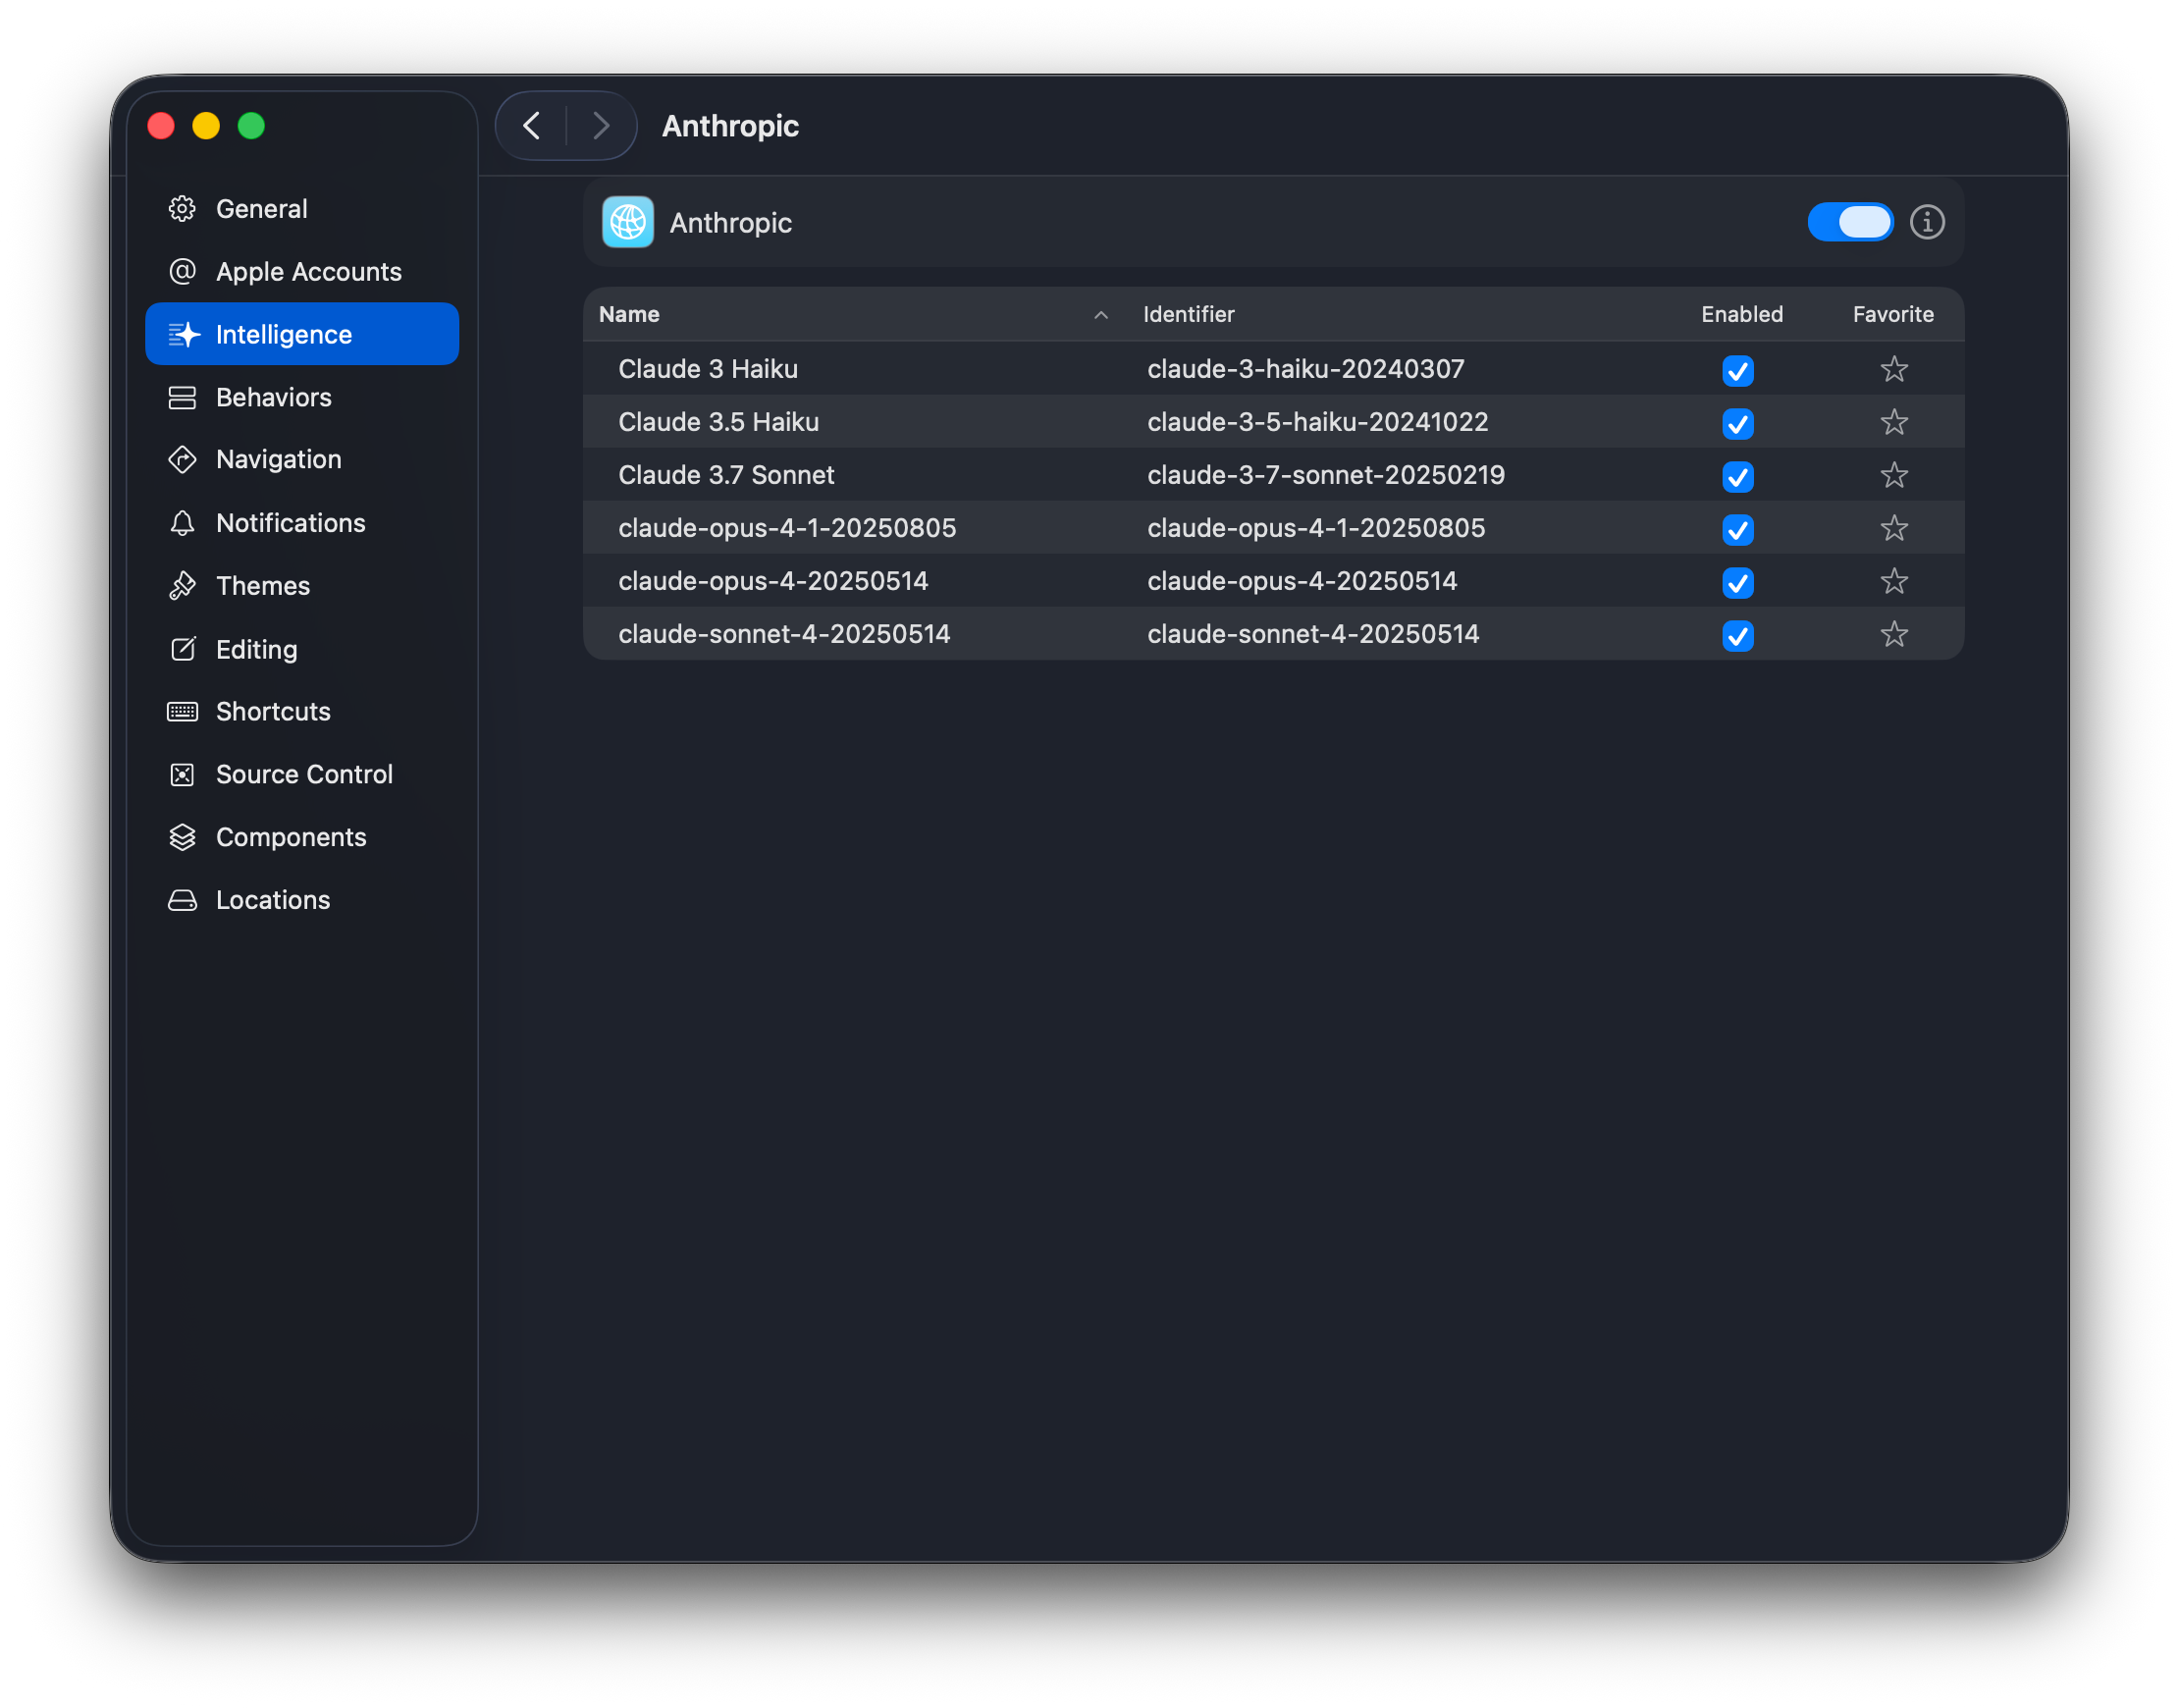 Anthropic
General
Apple Accounts
Intelligence
Behaviors
Navigation
Notifications
Themes
Editing
Shortcuts
Source Control
Components
Locations
Anthropic
Name Identifier Enabled Favorite
Claude 3 Haiku claude-3-haiku-20240307
Claude 3.5 Haiku claude-3-5-haiku-20241022
Claude 3.7 Sonnet claude-3-7-sonnet-20250219
claude-opus-4-1-20250805 claude-opus-4-1-20250805
claude-opus-4-20250514 claude-opus-4-20250514
claude-sonnet-4-20250514 claude-sonnet-4-20250514